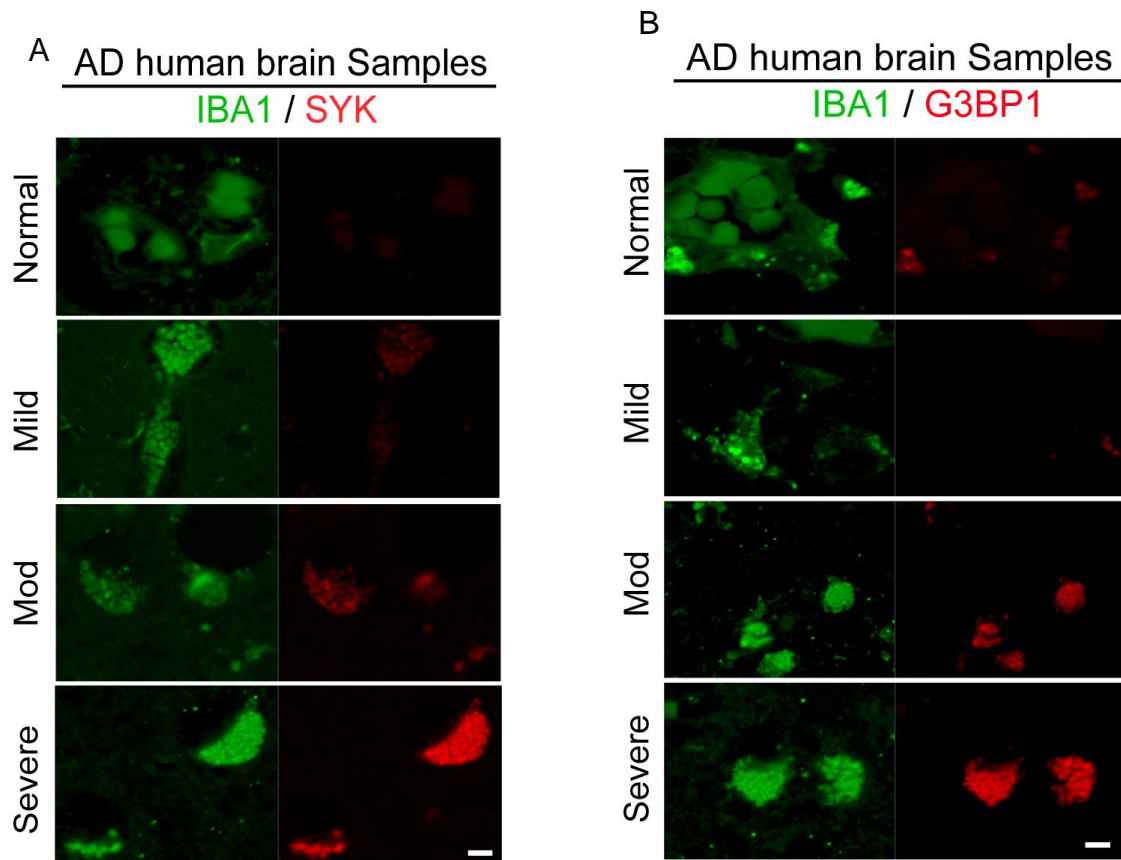 A
AD human brain Samples
IBA1 / SYK
Normal
Mild
Mod
Severe
B
AD human brain Samples
IBA1 / G3BP1
Normal
Mild
Mod
Severe